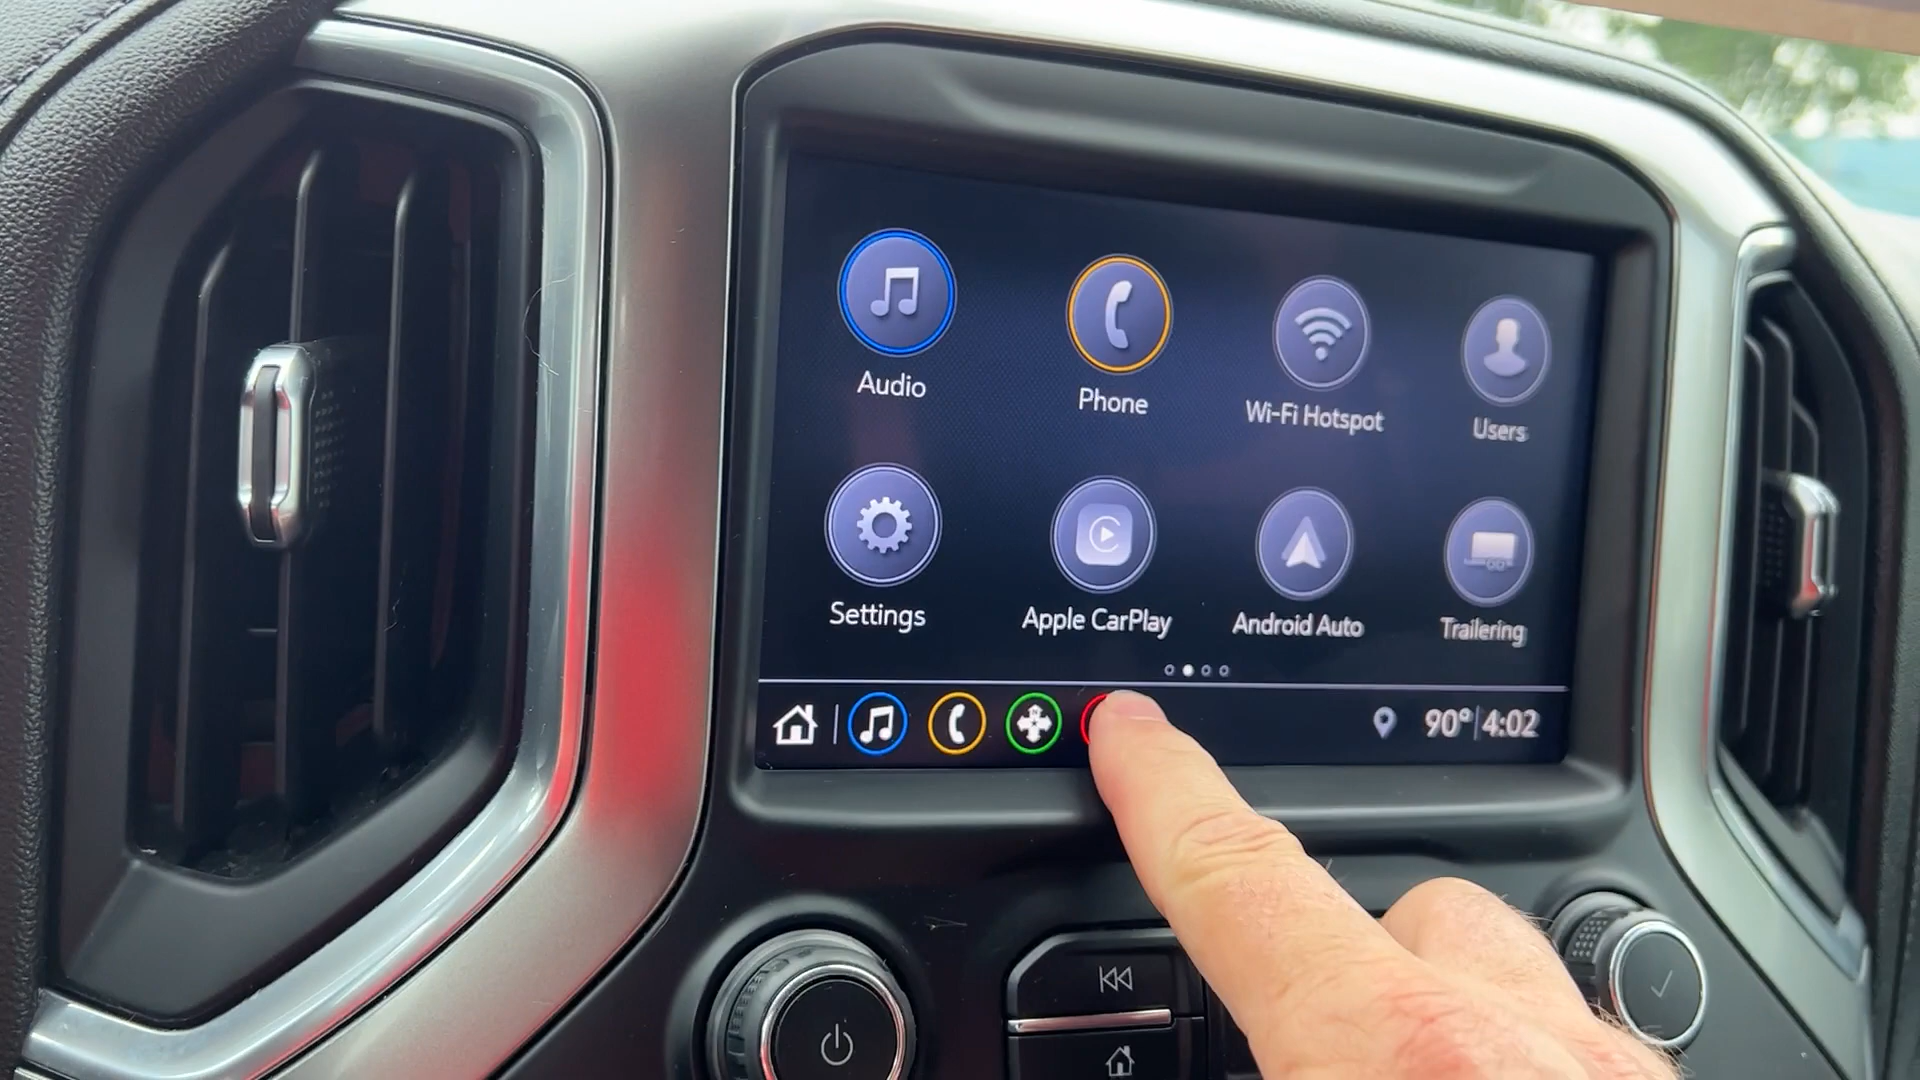 Audio
Phone
Wi-Fi Hotspot
Users
Settings
Apple CarPlay
Android Auto
Trailering
90° 4:02